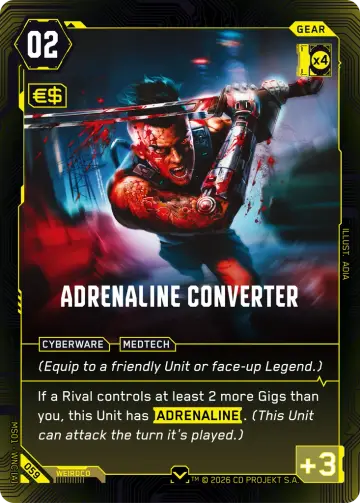 02
GEAR
x4
€$
ILLUST. ADIA
ADRENALINE CONVERTER
CYBERWARE
MEDTECH
(Equip to a friendly Unit or face-up Legend.)
If a Rival controls at least 2 more Gigs than
you, this Unit has ADRENALINE. (This Unit
can attack the turn it's played.)
059
WEIRDCO
© 2026 CD PROJEKT S.A.
+3